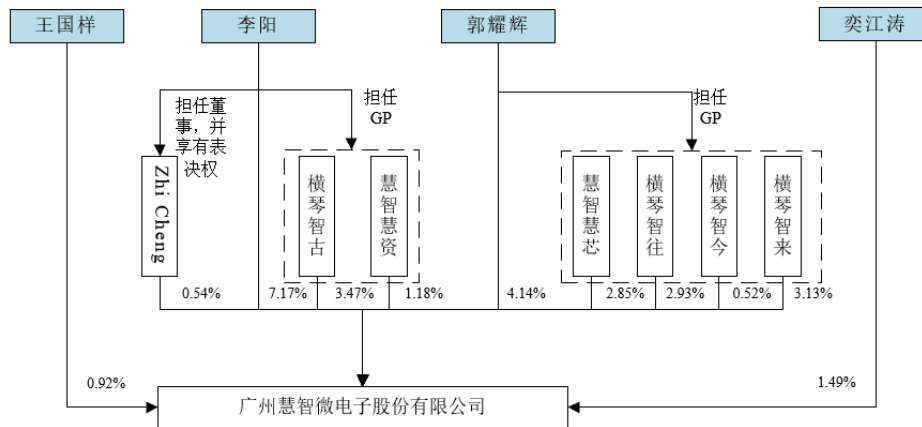 王国样
李阳
郭耀辉
奕江涛
担任董
事，并
享有表
决权
担任
GP
担任
GP
Zhi Cheng
横琴智古
慧智慧资
慧智慧芯
横琴智往
横琴智今
横琴智来
0.54%
7.17%
3.47%
1.18%
4.14%
2.85%
2.93%
0.52%
3.13%
0.92%
1.49%
广州慧智微电子股份有限公司